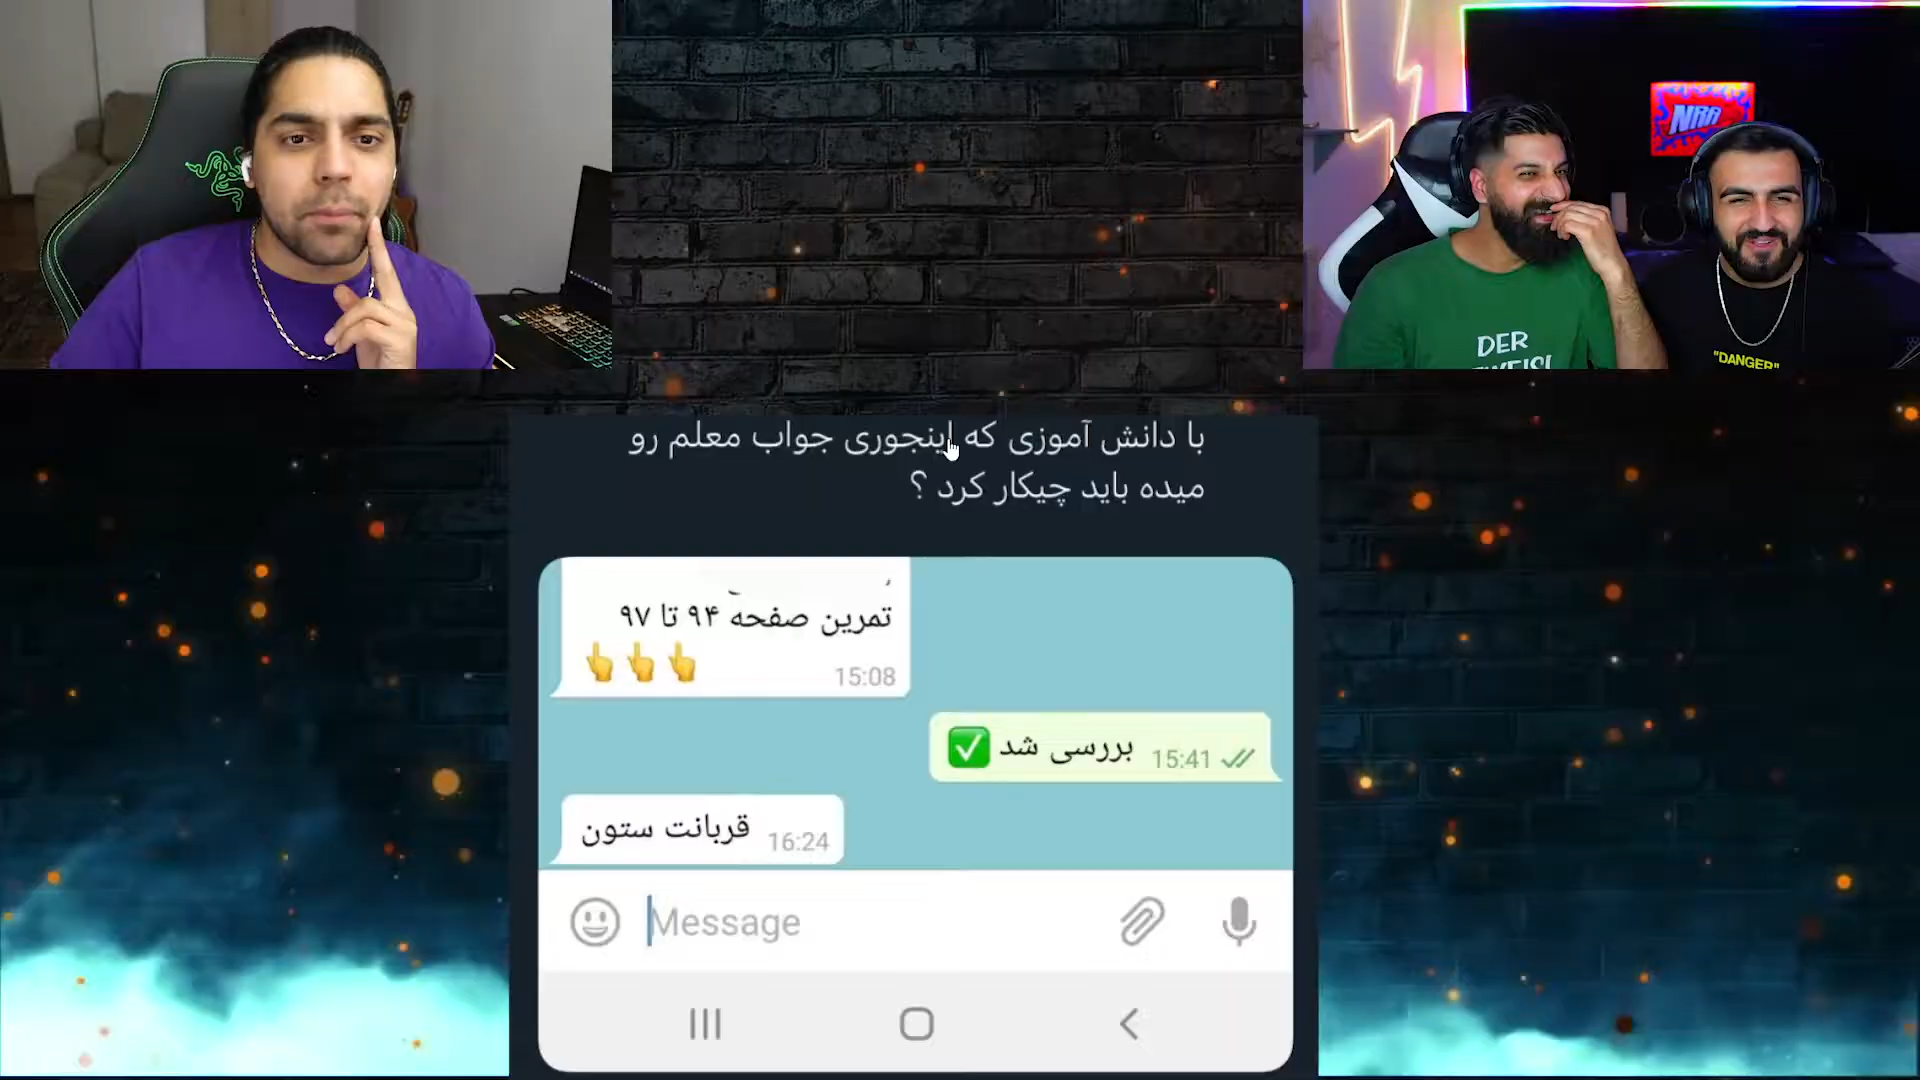 NRA
DER
"DANGER"
با دانش آموزی که اینجوری جواب معلم رو
میده باید چیکار کرد ؟
تمرین صفحه ۹۴ تا ۹۷
👆👆👆
15:08
بررسی شد ✅
15:41
قربانت ستون
16:24
Message